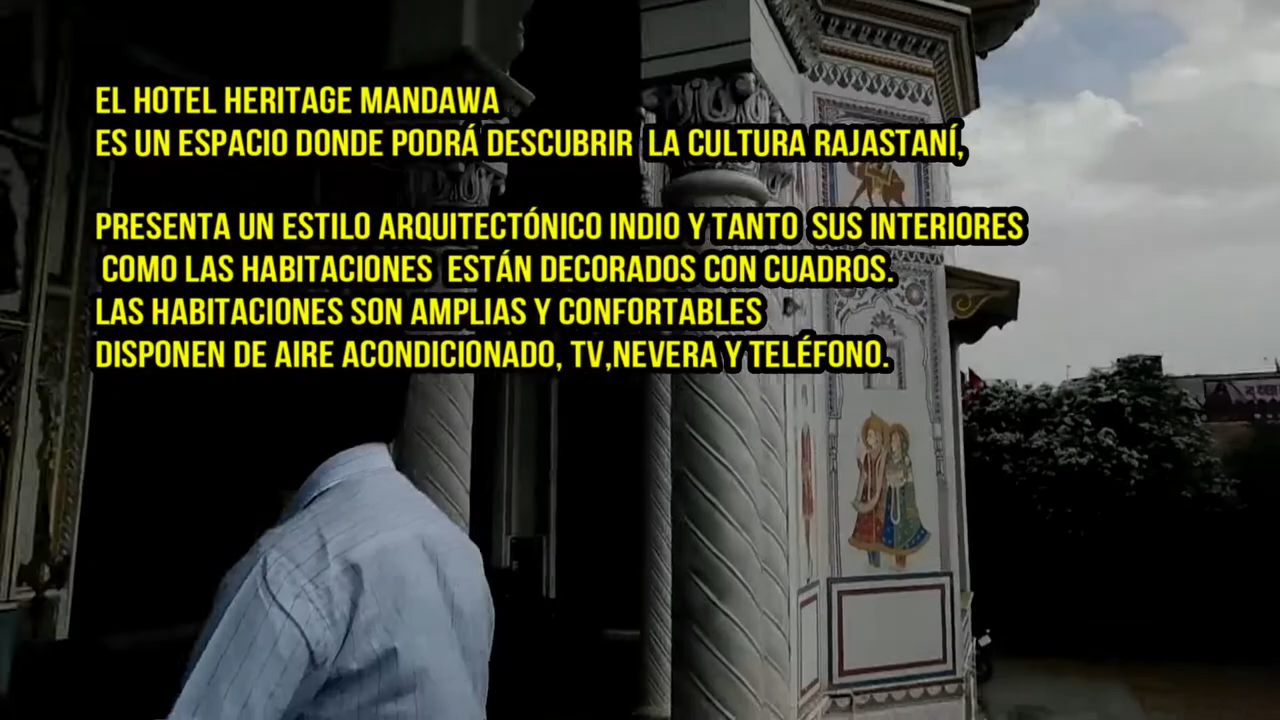 EL HOTEL HERITAGE MANDAWA
ES UN ESPACIO DONDE PODRÁ DESCUBRIR LA CULTURA RAJASTANÍ,
PRESENTA UN ESTILO ARQUITECTÓNICO INDIO Y TANTO SUS INTERIORES
COMO LAS HABITACIONES ESTÁN DECORADOS CON CUADROS.
LAS HABITACIONES SON AMPLIAS Y CONFORTABLES
DISPONEN DE AIRE ACONDICIONADO, TV,NEVERA Y TELÉFONO.